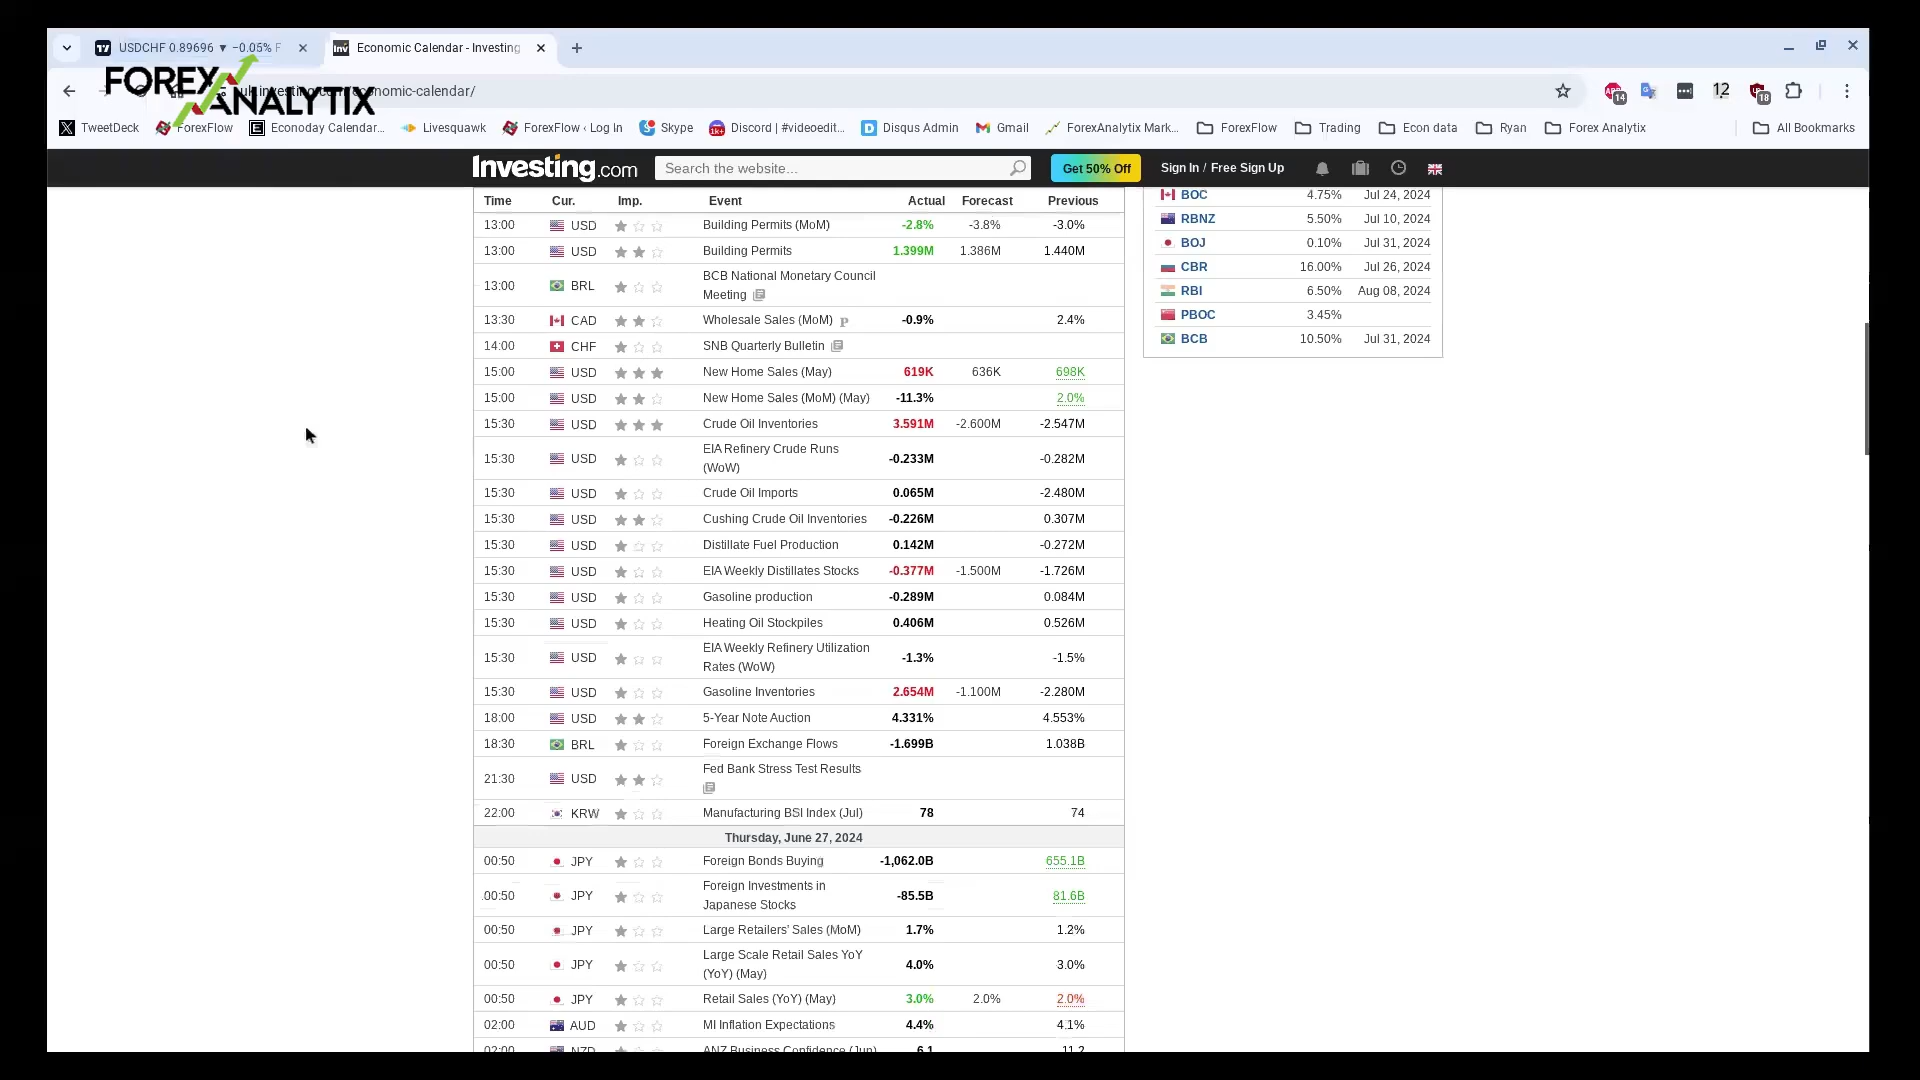 USDCHF 0.89696 ▼ −0.05% F
Economic Calendar - Investing
FOREX ANALYTIX
uk.investing.com/economic-calendar/
14
12
18
TweetDeck ForexFlow Econoday Calendar... Livesquawk ForexFlow ‹ Log In Skype Discord | #videoedit... Disqus Admin Gmail ForexAnalytix Mark... ForexFlow Trading Econ data Ryan Forex Analytix All Bookmarks
Investing.com Search the website... Get 50% Off Sign In / Free Sign Up
Time Cur. Imp. Event Actual Forecast Previous
13:00 USD Building Permits (MoM) -2.8% -3.8% -3.0%
13:00 USD Building Permits 1.399M 1.386M 1.440M
13:00 BRL BCB National Monetary Council
Meeting
13:30 CAD Wholesale Sales (MoM) P -0.9% 2.4%
14:00 CHF SNB Quarterly Bulletin
15:00 USD New Home Sales (May) 619K 636K 698K
15:00 USD New Home Sales (MoM) (May) -11.3% 2.0%
15:30 USD Crude Oil Inventories 3.591M -2.600M -2.547M
15:30 USD EIA Refinery Crude Runs
(WoW) -0.233M -0.282M
15:30 USD Crude Oil Imports 0.065M -2.480M
15:30 USD Cushing Crude Oil Inventories -0.226M 0.307M
15:30 USD Distillate Fuel Production 0.142M -0.272M
15:30 USD EIA Weekly Distillates Stocks -0.377M -1.500M -1.726M
15:30 USD Gasoline production -0.289M 0.084M
15:30 USD Heating Oil Stockpiles 0.406M 0.526M
15:30 USD EIA Weekly Refinery Utilization
Rates (WoW) -1.3% -1.5%
15:30 USD Gasoline Inventories 2.654M -1.100M -2.280M
18:00 USD 5-Year Note Auction 4.331% 4.553%
18:30 BRL Foreign Exchange Flows -1.699B 1.038B
21:30 USD Fed Bank Stress Test Results
22:00 KRW Manufacturing BSI Index (Jul) 78 74
Thursday, June 27, 2024
00:50 JPY Foreign Bonds Buying -1,062.0B 655.1B
00:50 JPY Foreign Investments in
Japanese Stocks -85.5B 81.6B
00:50 JPY Large Retailers' Sales (MoM) 1.7% 1.2%
00:50 JPY Large Scale Retail Sales YoY
(YoY) (May) 4.0% 3.0%
00:50 JPY Retail Sales (YoY) (May) 3.0% 2.0% 2.0%
02:00 AUD MI Inflation Expectations 4.4% 4.1%
02:00 NZD ANZ Business Confidence (Jun) 6.1 11.2
BOC 4.75% Jul 24, 2024
RBNZ 5.50% Jul 10, 2024
BOJ 0.10% Jul 31, 2024
CBR 16.00% Jul 26, 2024
RBI 6.50% Aug 08, 2024
PBOC 3.45%
BCB 10.50% Jul 31, 2024